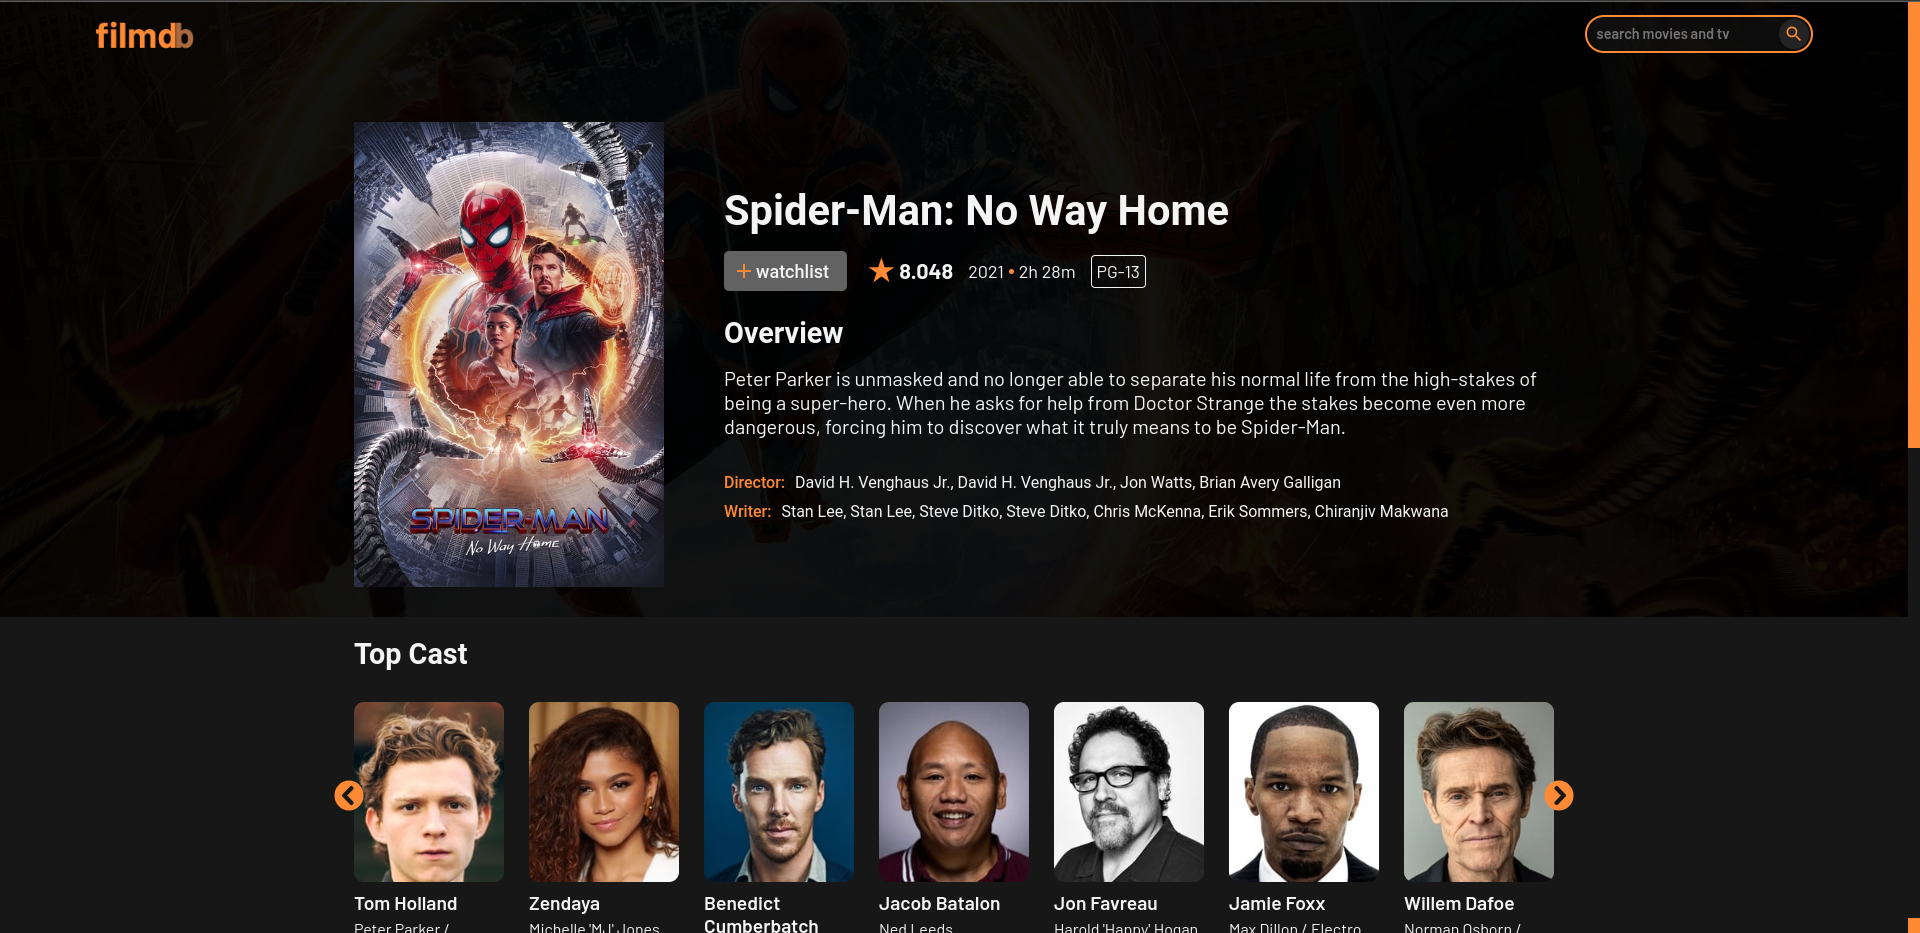 filmdb
search movies and tv
Spider-Man: No Way Home
watchlist 8.048 2021 • 2h 28m PG-13
Overview
Peter Parker is unmasked and no longer able to separate his normal life from the high-stakes of
being a super-hero. When he asks for help from Doctor Strange the stakes become even more
dangerous, forcing him to discover what it truly means to be Spider-Man.
Director: David H. Venghaus Jr., David H. Venghaus Jr., Jon Watts, Brian Avery Galligan
Writer: Stan Lee, Stan Lee, Steve Ditko, Steve Ditko, Chris McKenna, Erik Sommers, Chiranjiv Makwana
SPIDER-MAN
No Way Home
Top Cast
Tom Holland
Peter Parker /
Zendaya
Michelle 'MJ' Jones
Benedict
Cumberbatch
Jacob Batalon
Ned Leeds
Jon Favreau
Harold 'Happy' Hogan
Jamie Foxx
Max Dillon / Electro
Willem Dafoe
Norman Osborn /